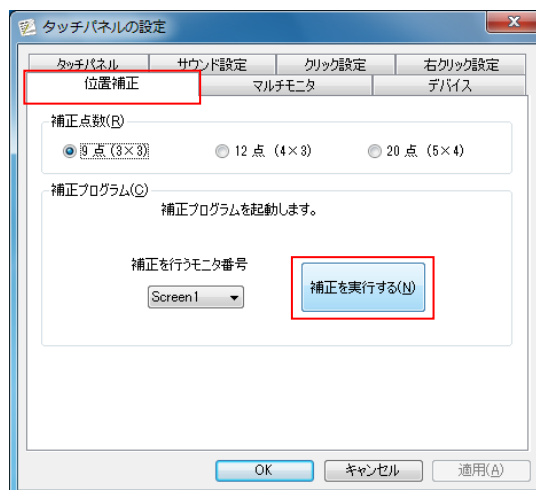 タッチパネルの設定
タッチパネル サウンド設定 クリック設定 右クリック設定
位置補正 マルチモニタ デバイス
補正点数(R)
9 点 (3×3) 12 点 (4×3) 20 点 (5×4)
補正プログラム(C)
補正プログラムを起動します。
補正を行うモニタ番号
Screen1
補正を実行する(N)
OK キャンセル 適用(A)